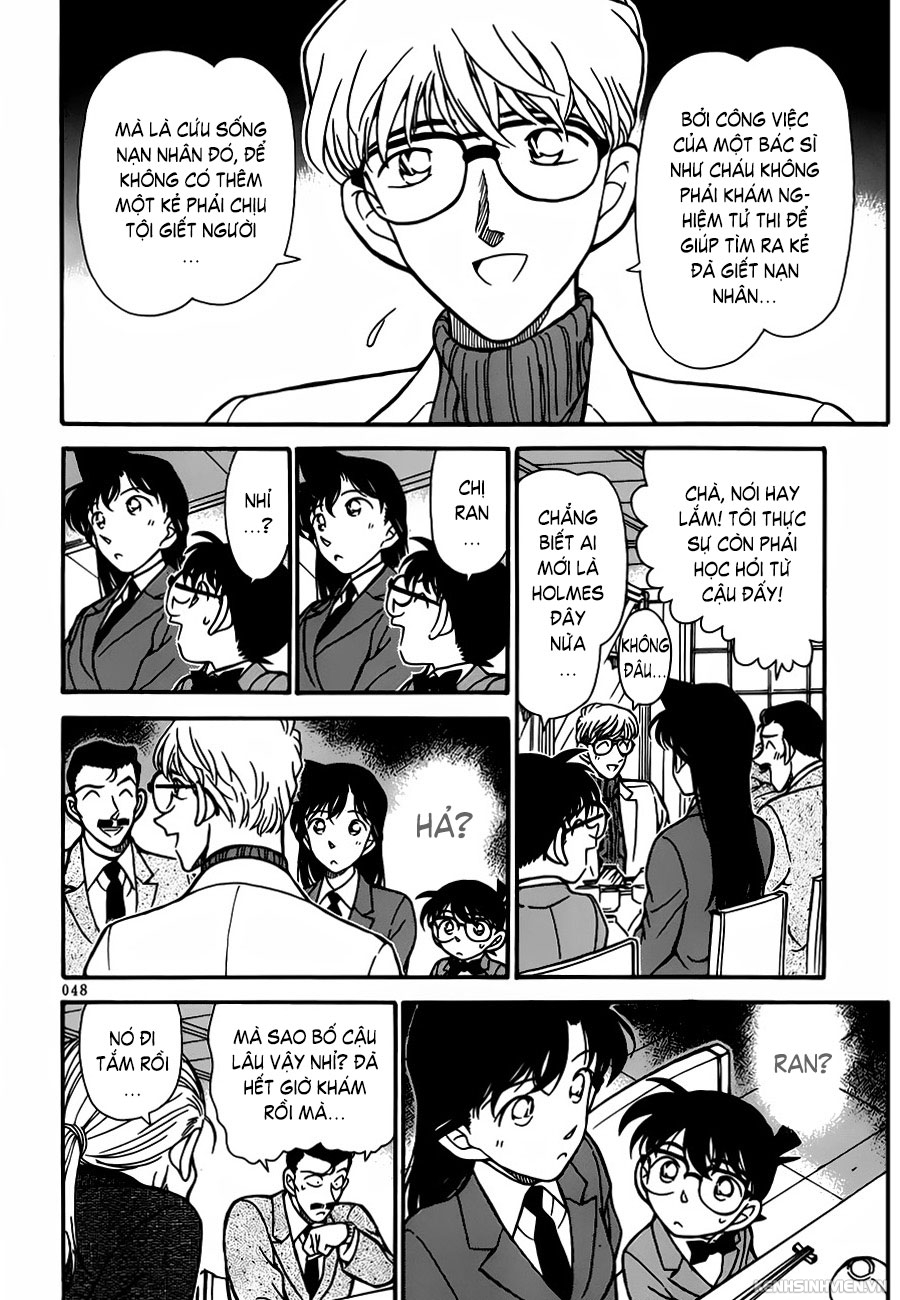 BỞI CÔNG VIỆC
CỦA MỘT BÁC SĨ
NHƯ CHÁU KHÔNG
PHẢI KHÁM NG-
HIỆM TỬ THI ĐỂ
GIÚP TÌM RA KẺ
ĐÃ GIẾT NẠN
NHÂN...
MÀ LÀ CỨU SỐNG
NẠN NHÂN ĐÓ, ĐỂ
KHÔNG CÓ THÊM
MỘT KẺ PHẢI CHỊU
TỘI GIẾT NGƯỜI
...
CHÀ, NÓI HAY
LẮM! TÔI THỰC
SỰ CÒN PHẢI
HỌC HỎI TỪ
CẬU ĐẤY!
KHÔNG
ĐÂU...
CHẲNG
BIẾT AI
MỚI LÀ
HOLMES
ĐÂY
NỮA
...
CHỊ
RAN
...
NHỈ
...?
HẢ?
048
RAN?
MÀ SAO BỐ CẬU
LÂU VẬY NHỈ? ĐÃ
HẾT GIỜ KHÁM
RỒI MÀ...
NÓ ĐI
TẮM RỒI
...
KENHSINHVIEN.VN